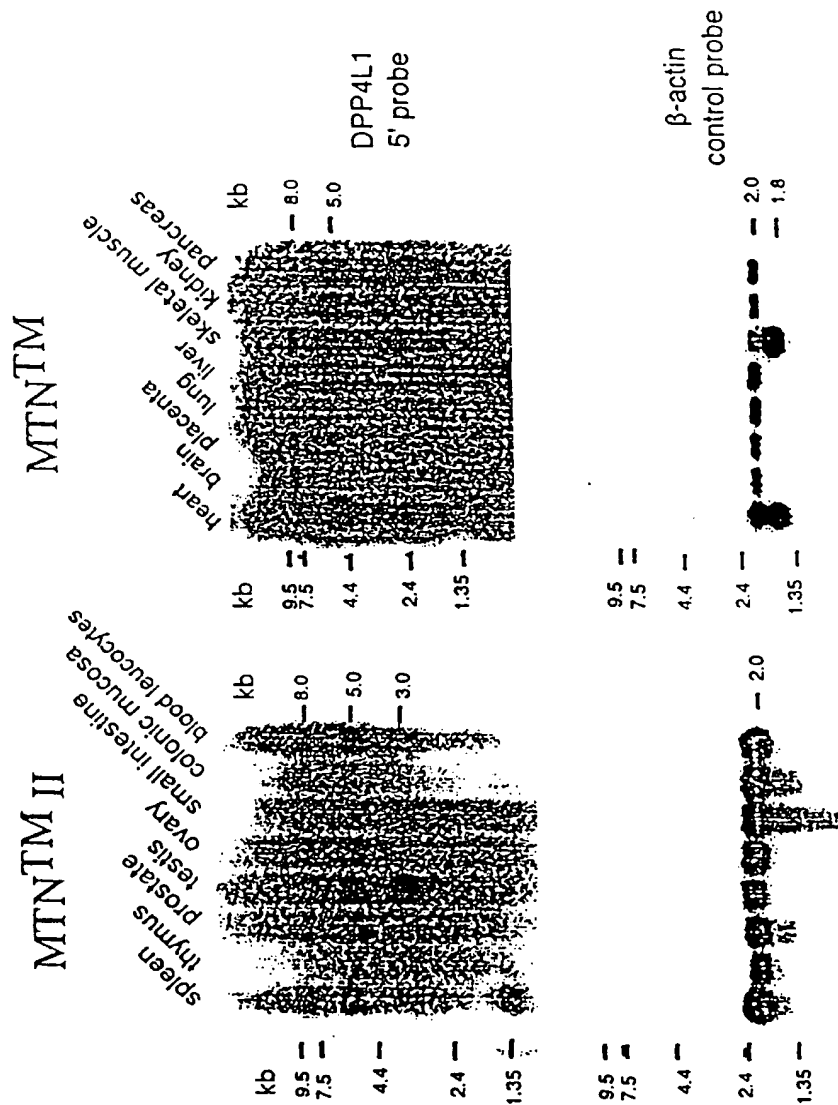 MTN™ II
spleen
thymus
prostate
testis
ovary
small intestine
colonic mucosa
blood leucocytes
kb
9.5
7.5
4.4
2.4
1.35
kb
8.0
5.0
3.0
9.5
7.5
4.4
2.4
1.35
2.0
MTN™
heart
brain
placenta
lung
liver
skeletal muscle
kidney
pancreas
kb
9.5
7.5
4.4
2.4
1.35
kb
8.0
5.0
DPP4L1
5' probe
9.5
7.5
4.4
2.4
1.35
2.0
1.8
β-actin
control probe